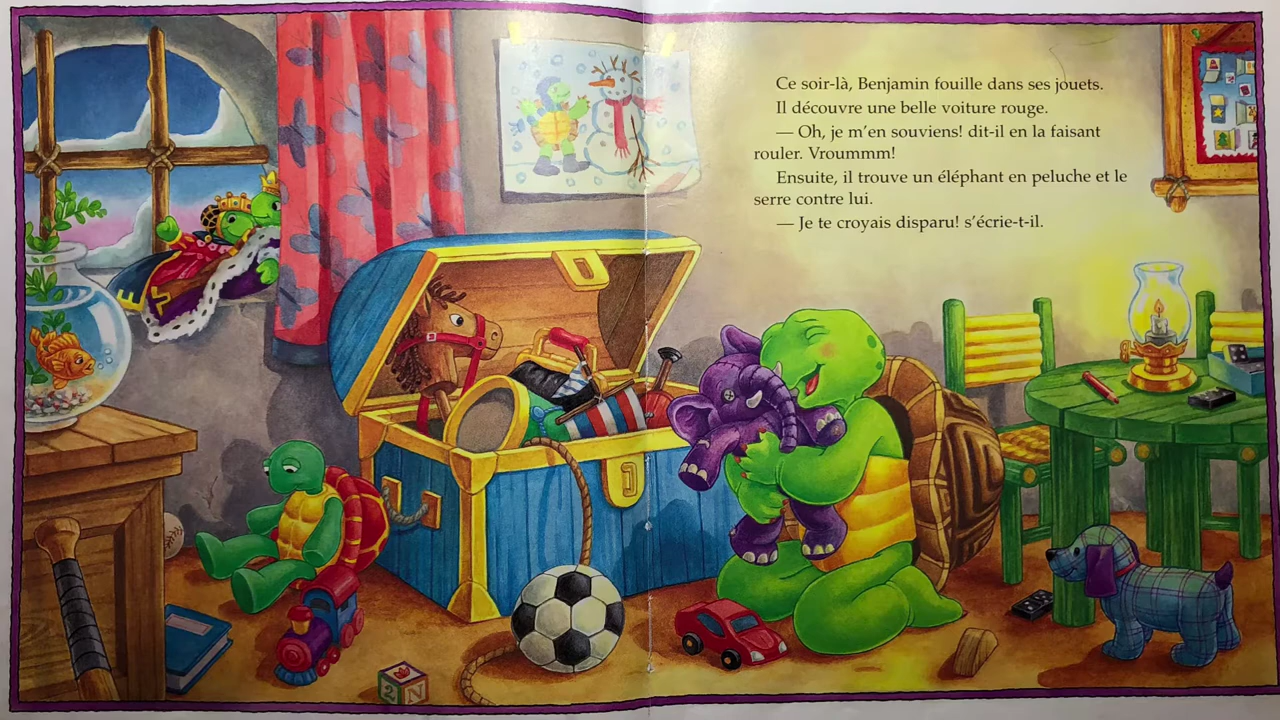 Ce soir-là, Benjamin fouille dans ses jouets.
Il découvre une belle voiture rouge.
— Oh, je m'en souviens! dit-il en la faisant
rouler. Vroummm!
Ensuite, il trouve un éléphant en peluche et le
serre contre lui.
— Je te croyais disparu! s'écrie-t-il.
2 N